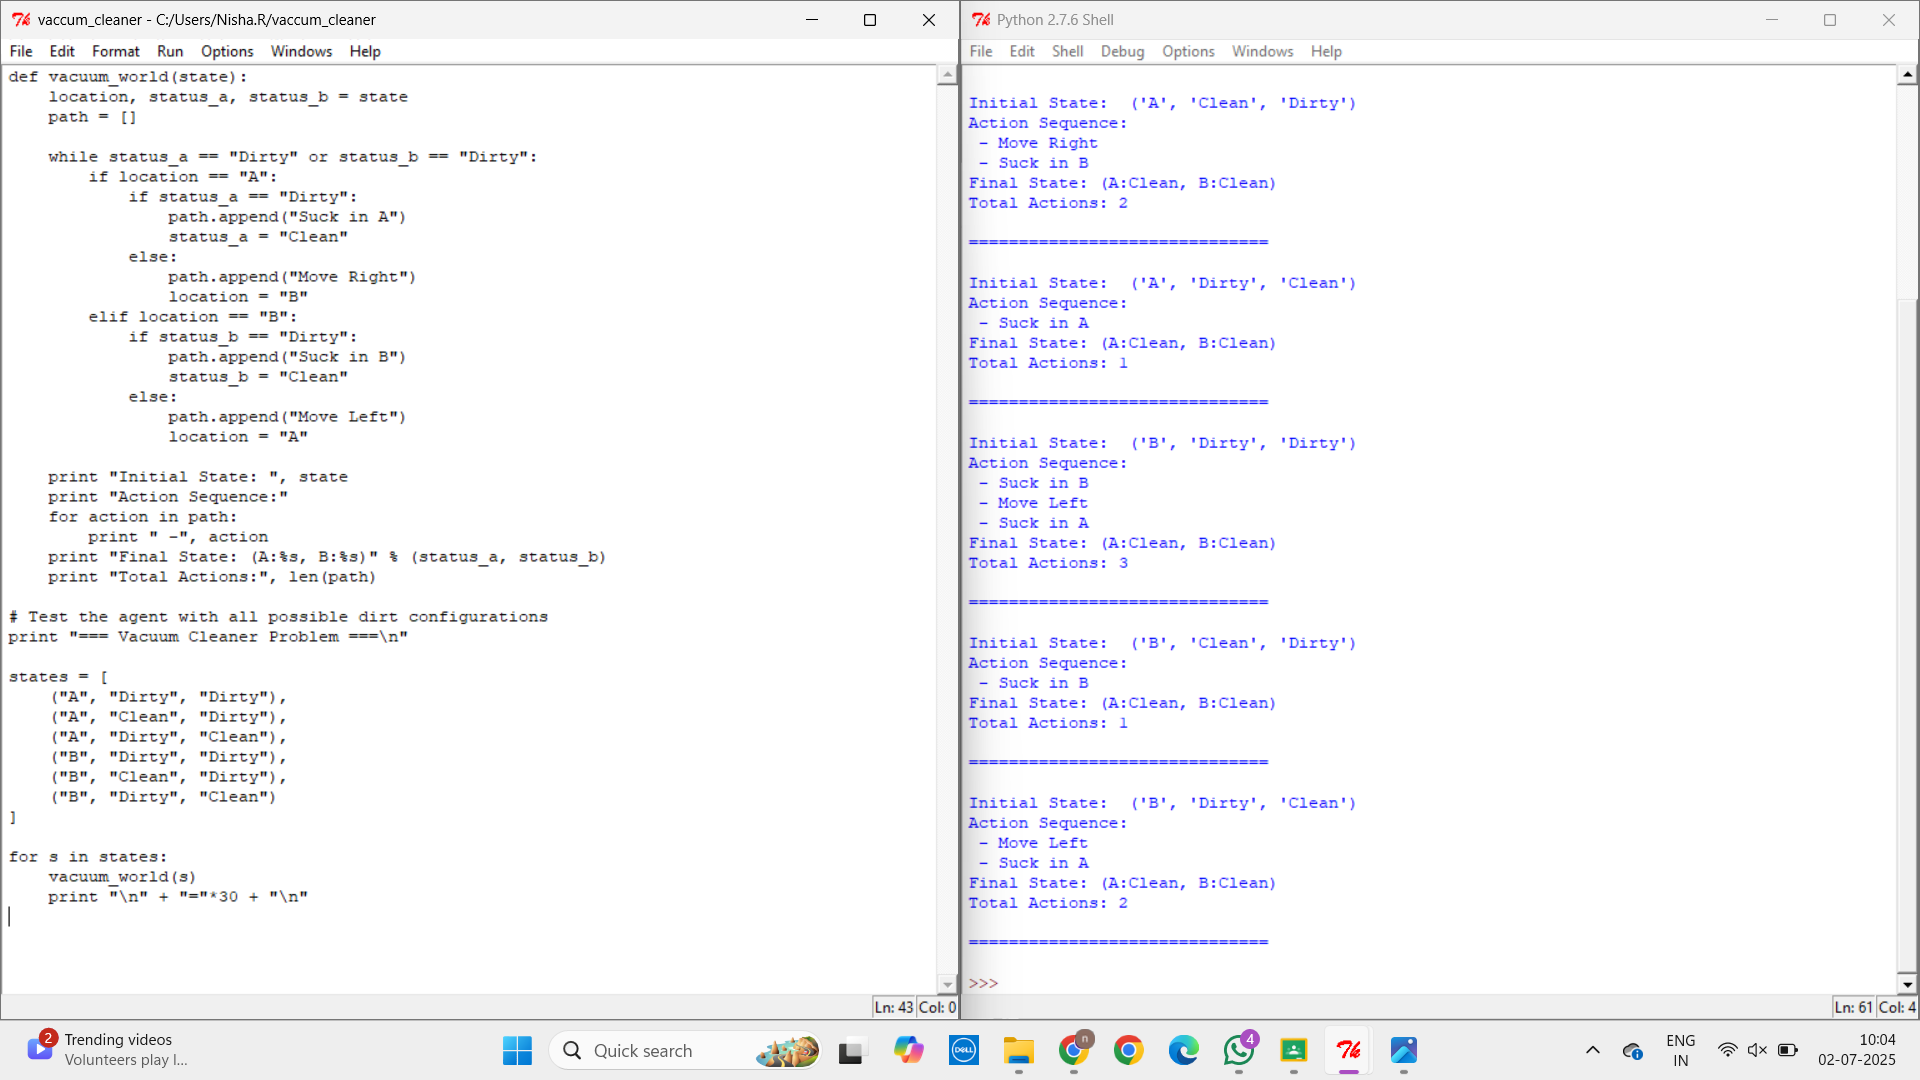 vaccum_cleaner - C:/Users/Nisha.R/vaccum_cleaner
File Edit Format Run Options Windows Help
def vacuum_world(state):
    location, status_a, status_b = state
    path = []

    while status_a == "Dirty" or status_b == "Dirty":
        if location == "A":
            if status_a == "Dirty":
                path.append("Suck in A")
                status_a = "Clean"
            else:
                path.append("Move Right")
                location = "B"
        elif location == "B":
            if status_b == "Dirty":
                path.append("Suck in B")
                status_b = "Clean"
            else:
                path.append("Move Left")
                location = "A"

    print "Initial State: ", state
    print "Action Sequence:"
    for action in path:
        print " -", action
    print "Final State: (A:%s, B:%s)" % (status_a, status_b)
    print "Total Actions:", len(path)

# Test the agent with all possible dirt configurations
print "=== Vacuum Cleaner Problem ===\n"

states = [
    ("A", "Dirty", "Dirty"),
    ("A", "Clean", "Dirty"),
    ("A", "Dirty", "Clean"),
    ("B", "Dirty", "Dirty"),
    ("B", "Clean", "Dirty"),
    ("B", "Dirty", "Clean")
]

for s in states:
    vacuum_world(s)
    print "\n" + "="*30 + "\n"
Ln: 43 Col: 0
Python 2.7.6 Shell
File Edit Shell Debug Options Windows Help
Initial State:  ('A', 'Clean', 'Dirty')
Action Sequence:
 - Move Right
 - Suck in B
Final State: (A:Clean, B:Clean)
Total Actions: 2

==============================

Initial State:  ('A', 'Dirty', 'Clean')
Action Sequence:
 - Suck in A
Final State: (A:Clean, B:Clean)
Total Actions: 1

==============================

Initial State:  ('B', 'Dirty', 'Dirty')
Action Sequence:
 - Suck in B
 - Move Left
 - Suck in A
Final State: (A:Clean, B:Clean)
Total Actions: 3

==============================

Initial State:  ('B', 'Clean', 'Dirty')
Action Sequence:
 - Suck in B
Final State: (A:Clean, B:Clean)
Total Actions: 1

==============================

Initial State:  ('B', 'Dirty', 'Clean')
Action Sequence:
 - Move Left
 - Suck in A
Final State: (A:Clean, B:Clean)
Total Actions: 2

==============================

>>>
Ln: 61 Col: 4
2
Trending videos
Volunteers play l...
Quick search
DELL
n
4
ENG
IN
10:04
02-07-2025